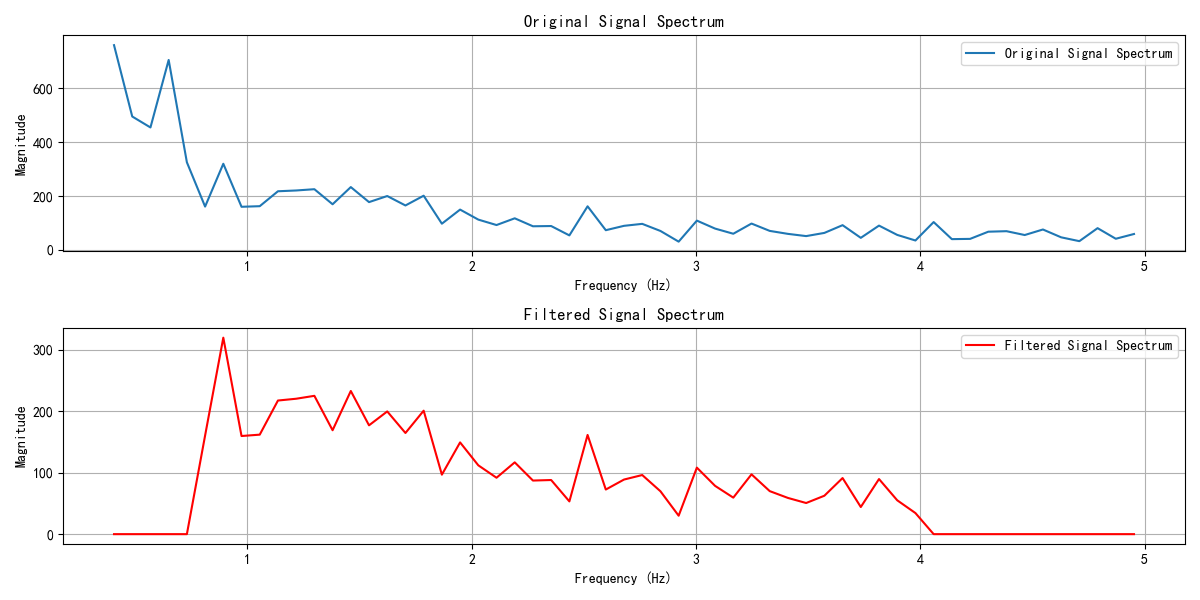 Original Signal Spectrum
Original Signal Spectrum
Magnitude
600
400
200
0
1 2 3 4 5
Frequency (Hz)
Filtered Signal Spectrum
Filtered Signal Spectrum
Magnitude
300
200
100
0
1 2 3 4 5
Frequency (Hz)